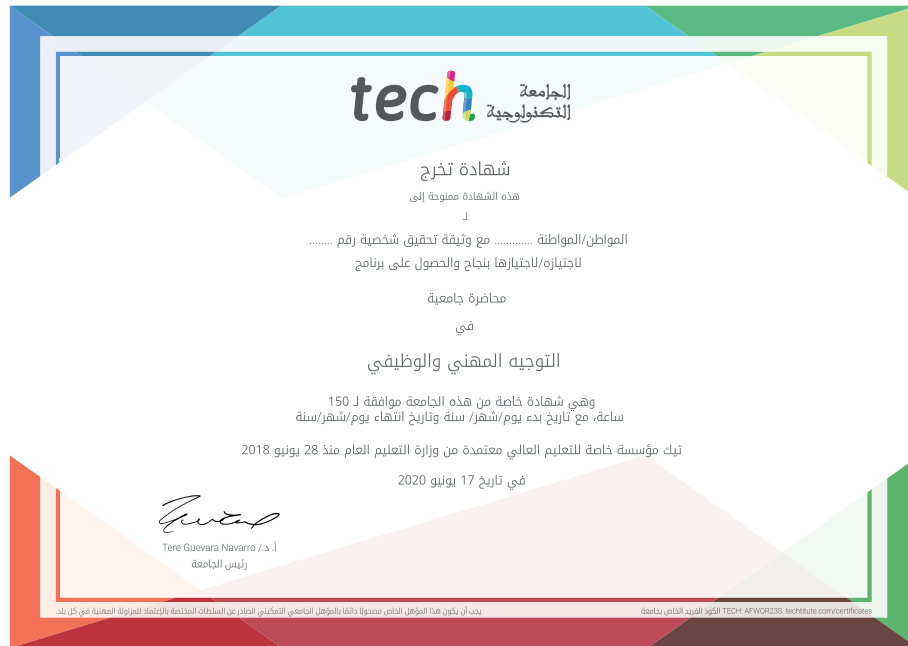 tech الجامعة
التكنولوجية
شهادة تخرج
هذه الشهادة ممنوحة إلى
لـ
المواطن/المواطنة ............. مع وثيقة تحقيق شخصية رقم ........
لاجتيازه/لاجتيازها بنجاح والحصول على برنامج
محاضرة جامعية
في
التوجيه المهني والوظيفي
وهي شهادة خاصة من هذه الجامعة موافقة لـ 150
ساعة، مع تاريخ بدء يوم/شهر/ سنة وتاريخ انتهاء يوم/شهر/سنة
تيك مؤسسة خاصة للتعليم العالي معتمدة من وزارة التعليم العام منذ 28 يونيو 2018
في تاريخ 17 يونيو 2020
أ. د./ Tere Guevara Navarro
رئيس الجامعة
يجب أن يكون هذا المؤهل الخاص مصحوبًا دائمًا بالمؤهل الجامعي التمكيني الصادر عن السلطات المختصة بالإعتماد للمزاولة المهنية في كل بلد.
الكود الفريد الخاص بجامعة TECH: AFWOR23S techtitute.com/certificates